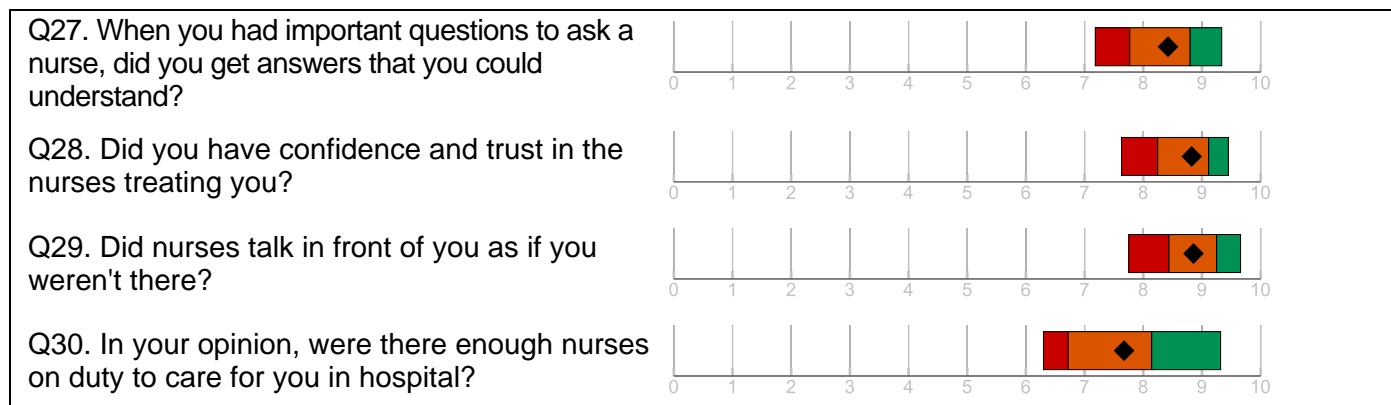 Q27. When you had important questions to ask a
nurse, did you get answers that you could
understand?
0 1 2 3 4 5 6 7 8 9 10
Q28. Did you have confidence and trust in the
nurses treating you?
0 1 2 3 4 5 6 7 8 9 10
Q29. Did nurses talk in front of you as if you
weren't there?
0 1 2 3 4 5 6 7 8 9 10
Q30. In your opinion, were there enough nurses
on duty to care for you in hospital?
0 1 2 3 4 5 6 7 8 9 10